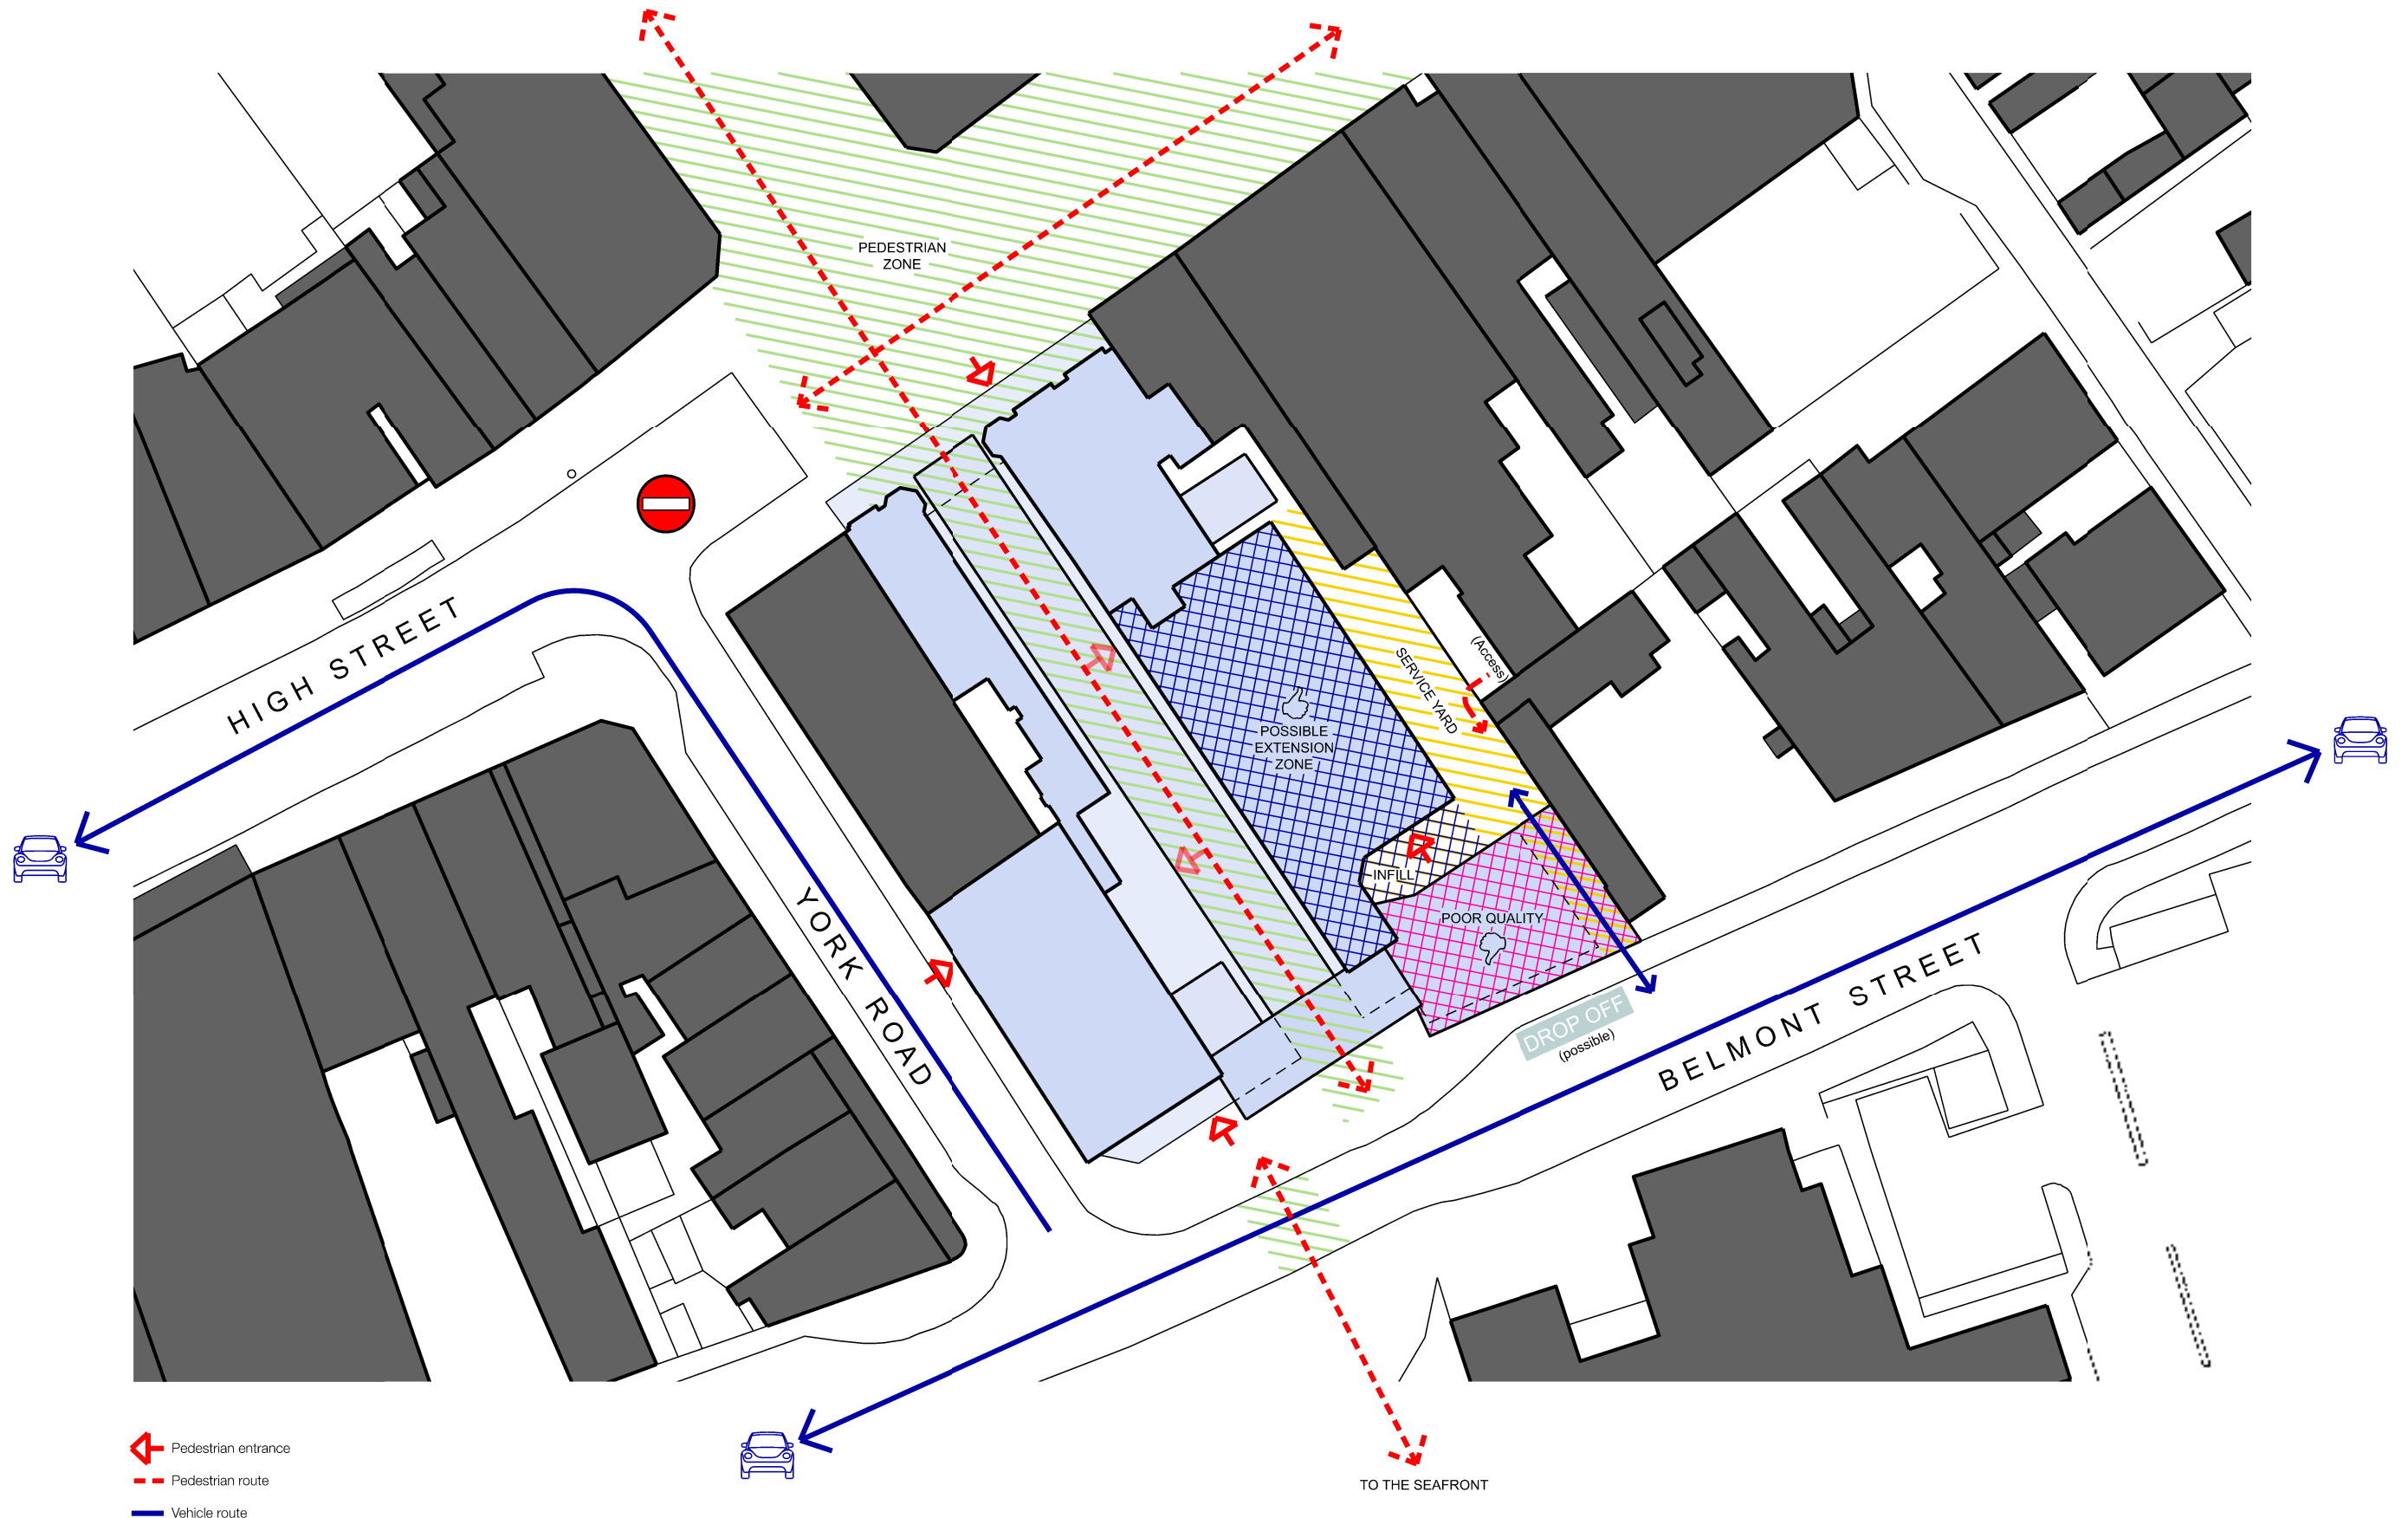 PEDESTRIAN
ZONE
HIGH STREET
(Access)
SERVICE YARD
POSSIBLE
EXTENSION
ZONE
INFILL
POOR QUALITY
YORK ROAD
DROP OFF
(possible)
BELMONT STREET
Pedestrian entrance
Pedestrian route
Vehicle route
TO THE SEAFRONT